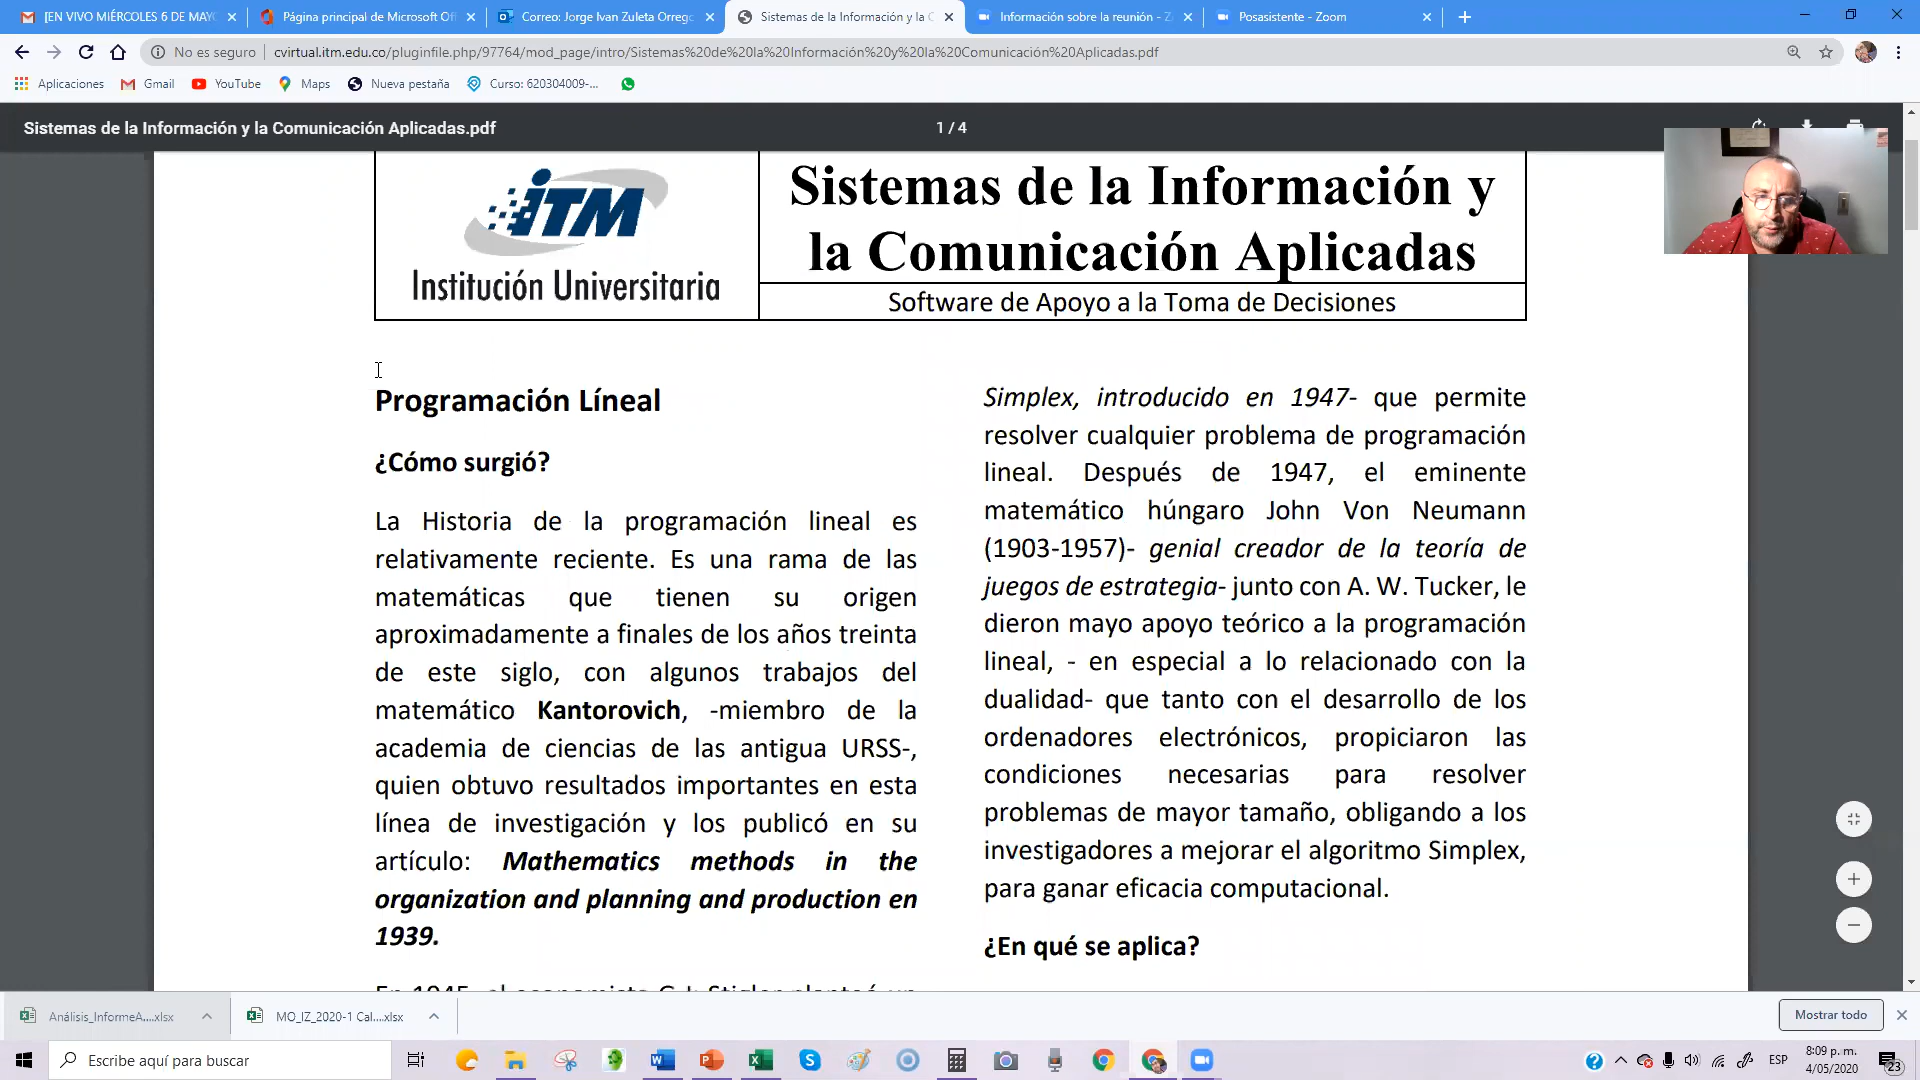 [EN VIVO MIÉRCOLES 6 DE MAY
Página principal de Microsoft Of
Correo: Jorge Ivan Zuleta Orrego
Sistemas de la Información y la C
Información sobre la reunión - Z
Posasistente - Zoom
No es seguro
cvirtual.itm.edu.co/pluginfile.php/97764/mod_page/intro/Sistemas%20de%20la%20Información%20y%20la%20Comunicación%20Aplicadas.pdf
Aplicaciones
Gmail
YouTube
Maps
Nueva pestaña
Curso: 620304009-...
Sistemas de la Información y la Comunicación Aplicadas.pdf
1 / 4
iTM
Institución Universitaria
Sistemas de la Información y
la Comunicación Aplicadas
Software de Apoyo a la Toma de Decisiones
Programación Líneal
¿Cómo surgió?
La Historia de la programación lineal es
relativamente reciente. Es una rama de las
matemáticas que tienen su origen
aproximadamente a finales de los años treinta
de este siglo, con algunos trabajos del
matemático Kantorovich, -miembro de la
academia de ciencias de las antigua URSS-,
quien obtuvo resultados importantes en esta
línea de investigación y los publicó en su
artículo: Mathematics methods in the
organization and planning and production en
1939.
En 1945, el economista G.J: Stigler planteó un
Simplex, introducido en 1947- que permite
resolver cualquier problema de programación
lineal. Después de 1947, el eminente
matemático húngaro John Von Neumann
(1903-1957)- genial creador de la teoría de
juegos de estrategia- junto con A. W. Tucker, le
dieron mayo apoyo teórico a la programación
lineal, - en especial a lo relacionado con la
dualidad- que tanto con el desarrollo de los
ordenadores electrónicos, propiciaron las
condiciones necesarias para resolver
problemas de mayor tamaño, obligando a los
investigadores a mejorar el algoritmo Simplex,
para ganar eficacia computacional.
¿En qué se aplica?
Análisis_InformeA....xlsx
MO_IZ_2020-1 Cal....xlsx
Mostrar todo
Escribe aquí para buscar
ESP
8:09 p. m.
4/05/2020
23